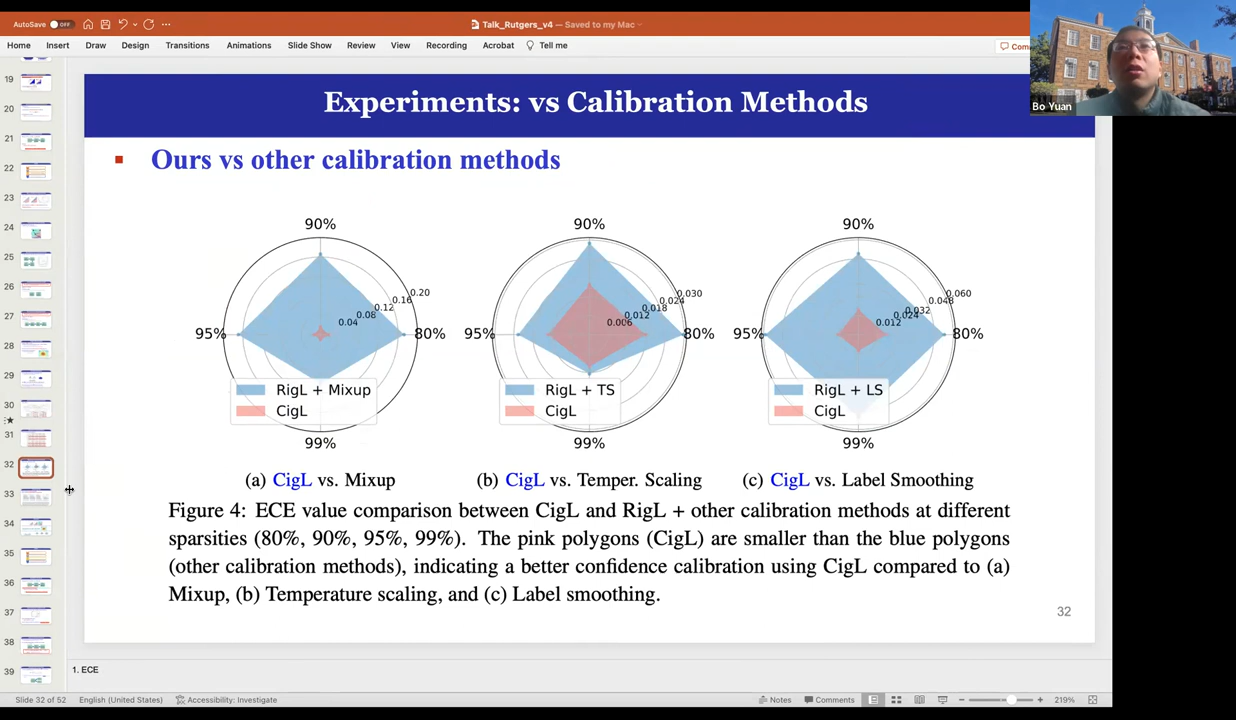 AutoSave OFF
Talk_Rutgers_v4 — Saved to my Mac
Home Insert Draw Design Transitions Animations Slide Show Review View Recording Acrobat Tell me
Bo Yuan
Experiments: vs Calibration Methods
Ours vs other calibration methods
90%
95%
80%
99%
0.04
0.08
0.12
0.16
0.20
RigL + Mixup
CigL
90%
95%
80%
99%
0.006
0.012
0.018
0.024
0.030
RigL + TS
CigL
90%
95%
80%
99%
0.012
0.024
0.032
0.048
0.060
RigL + LS
CigL
(a) CigL vs. Mixup
(b) CigL vs. Temper. Scaling
(c) CigL vs. Label Smoothing
Figure 4: ECE value comparison between CigL and RigL + other calibration methods at different
sparsities (80%, 90%, 95%, 99%). The pink polygons (CigL) are smaller than the blue polygons
(other calibration methods), indicating a better confidence calibration using CigL compared to (a)
Mixup, (b) Temperature scaling, and (c) Label smoothing.
32
19
20
21
22
23
24
25
26
27
28
29
30
31
32
33
34
35
36
37
38
39
1. ECE
Slide 32 of 52 English (United States) Accessibility: Investigate Notes Comments 219%